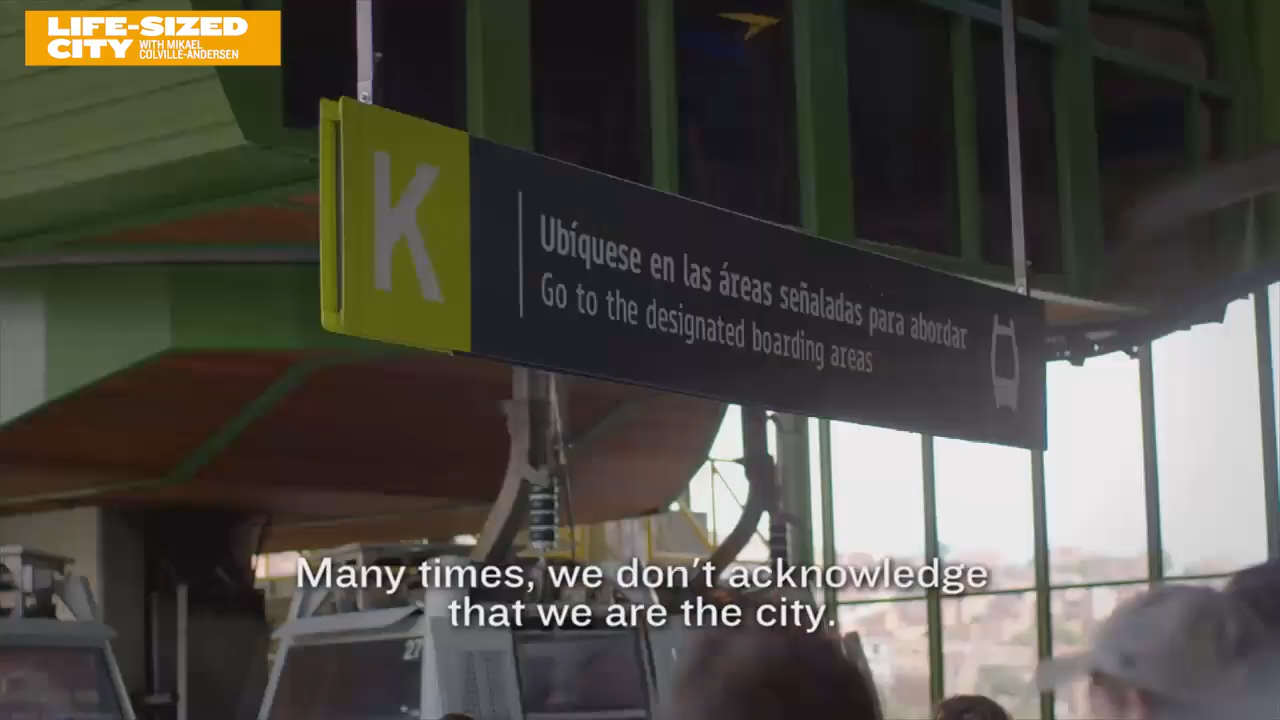 LIFE-SIZED
CITY WITH MIKAEL
COLVILLE-ANDERSEN
K
Ubíquese en las áreas señaladas para abordar
Go to the designated boarding areas
27
Many times, we don't acknowledge
that we are the city.